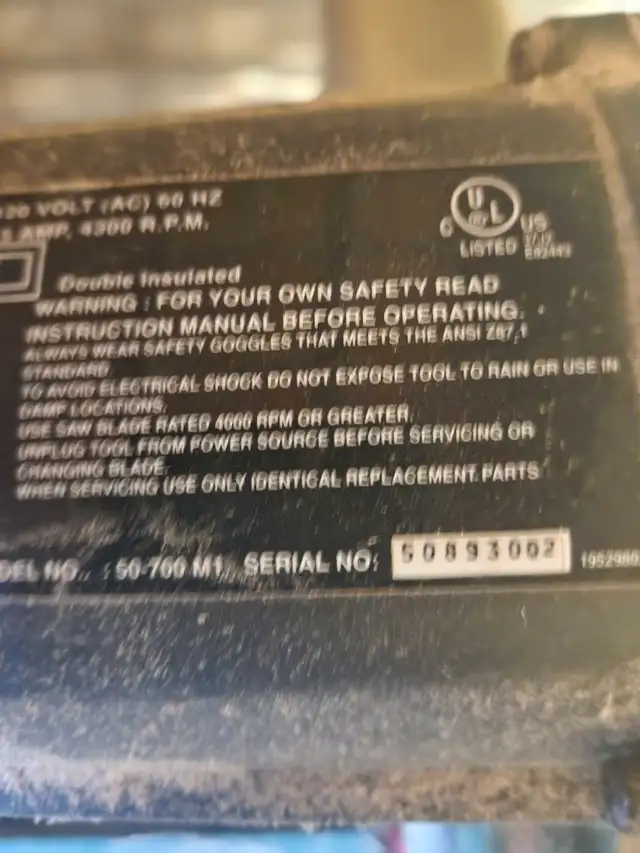 VOLT (AC) 60 HZ
AMP, 4300 R.P.M.
C UL US
LISTED
Double Insulated
WARNING : FOR YOUR OWN SAFETY READ
INSTRUCTION MANUAL BEFORE OPERATING.
ALWAYS WEAR SAFETY GOGGLES THAT MEETS THE ANSI Z87.1
STANDARD.
TO AVOID ELECTRICAL SHOCK DO NOT EXPOSE TOOL TO RAIN OR USE IN
DAMP LOCATIONS.
USE SAW BLADE RATED 4000 RPM OR GREATER.
UNPLUG TOOL FROM POWER SOURCE BEFORE SERVICING OR
CHANGING BLADE.
WHEN SERVICING USE ONLY IDENTICAL REPLACEMENT PARTS
DEL NO. : 50-700 M1 SERIAL NO: 50893002